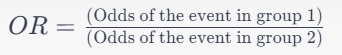 OR = (Odds of the event in group 1) / (Odds of the event in group 2)